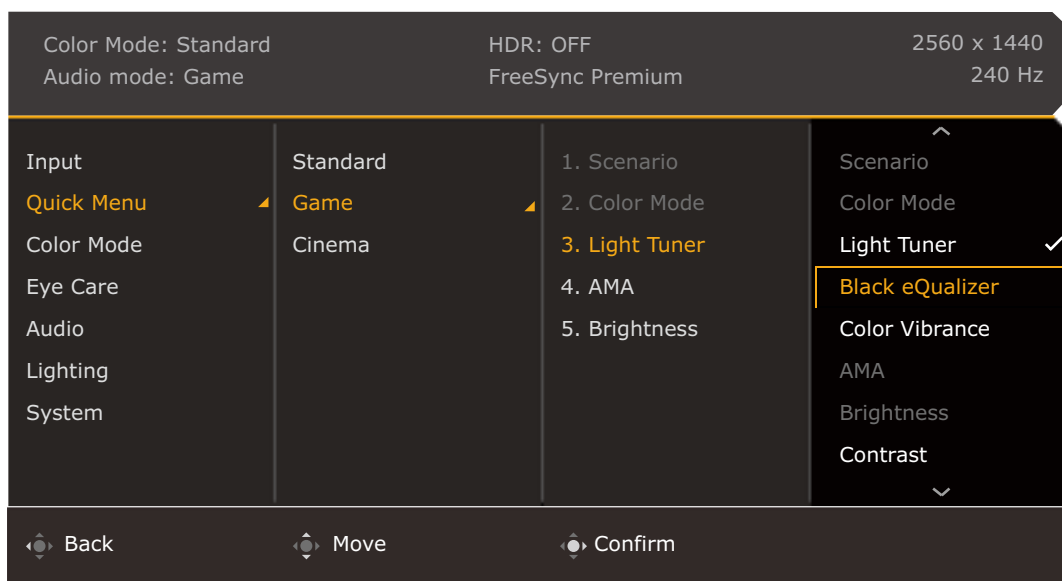 Color Mode: Standard
HDR: OFF
2560 x 1440
Audio mode: Game
FreeSync Premium
240 Hz
Input
Quick Menu
Color Mode
Eye Care
Audio
Lighting
System
Standard
Game
Cinema
1. Scenario
2. Color Mode
3. Light Tuner
4. AMA
5. Brightness
Scenario
Color Mode
Light Tuner
Black eQualizer
Color Vibrance
AMA
Brightness
Contrast
Back
Move
Confirm